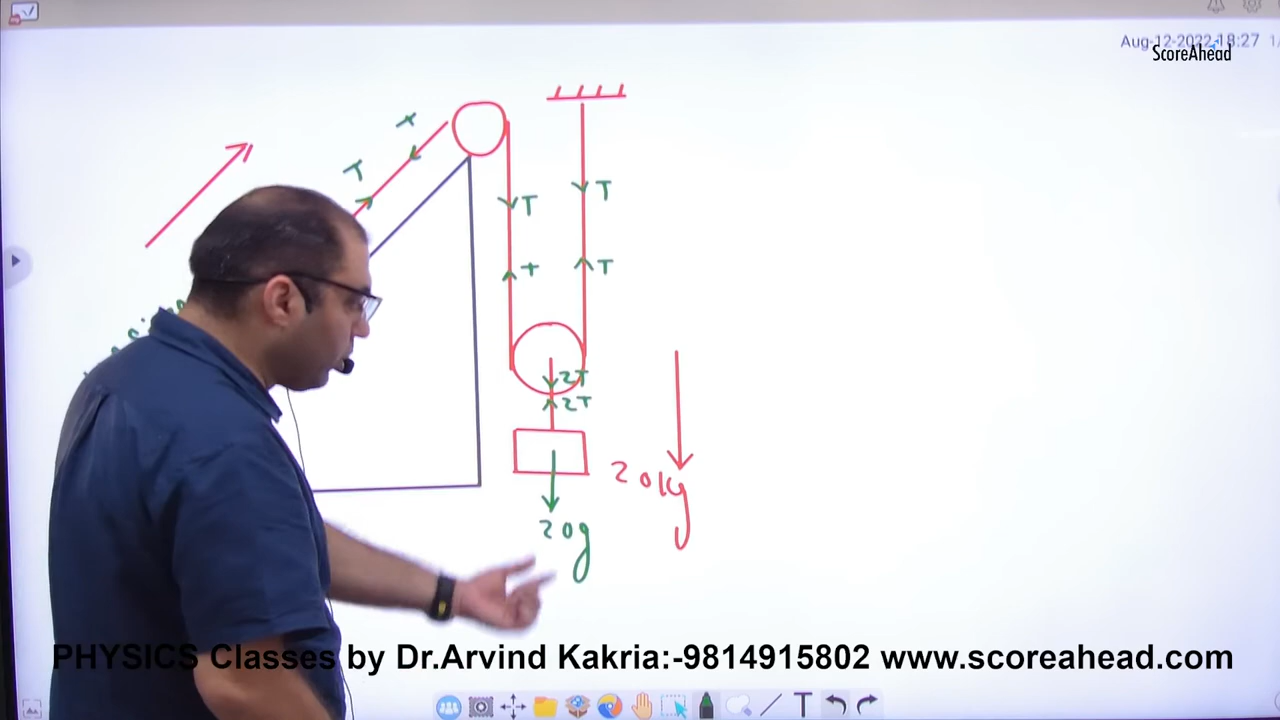 Aug-12-2022 18:27
ScoreAhead
T
T
T
T
T
2T
2T
20kg
20g
PHYSICS Classes by Dr.Arvind Kakria:-9814915802 www.scoreahead.com
T